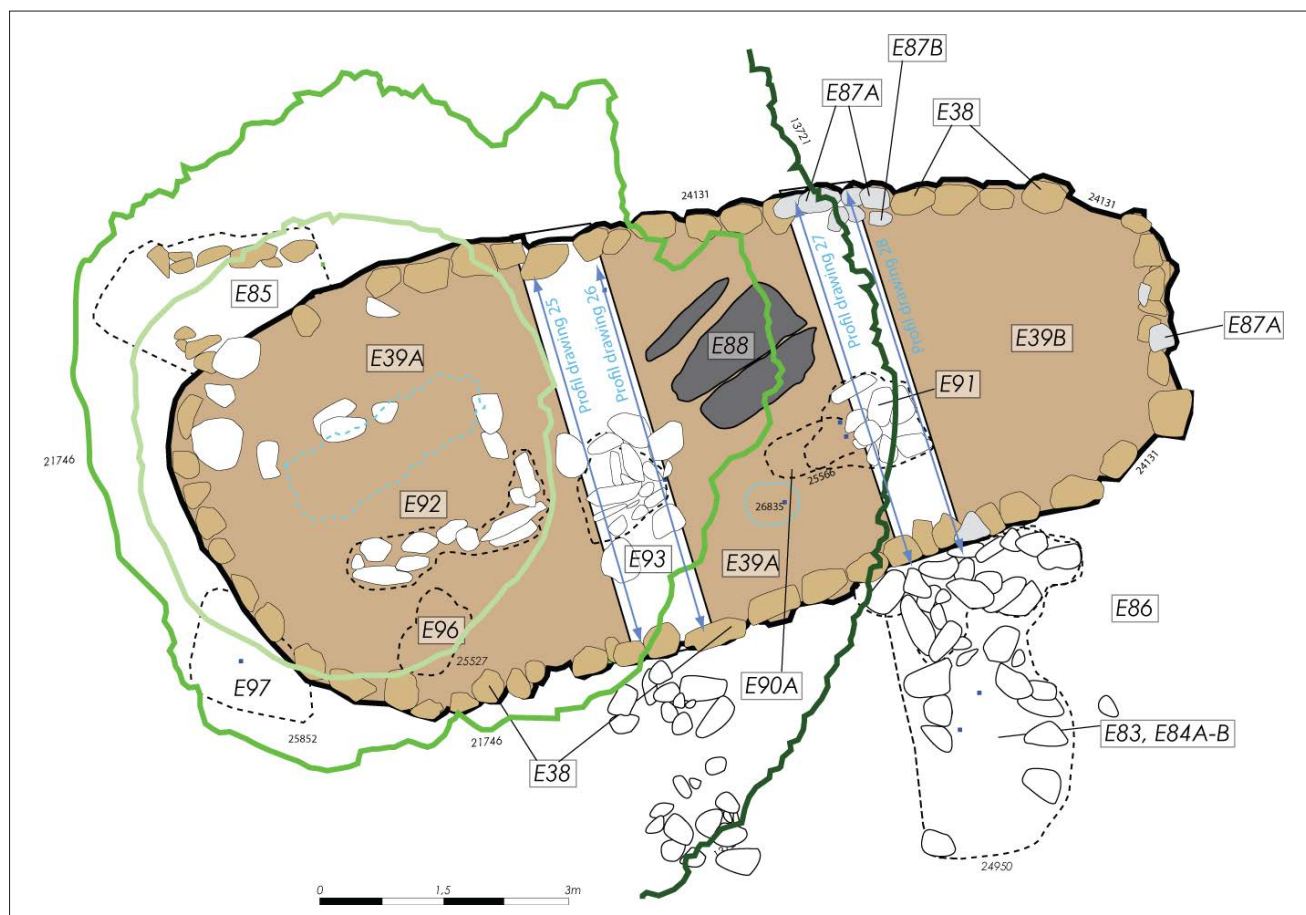 E87B
E87A
E38
13721
24131
24131
E85
Profil drawing 25
Profil drawing 26
Profil drawing 27
Profil drawing 28
E88
E39B
E87A
E39A
E91
21746
25566
24131
E92
26835
E93
E39A
E86
E96
25527
E97
E90A
25852
21746
E38
E83, E84A-B
24950
0
1,5
3m